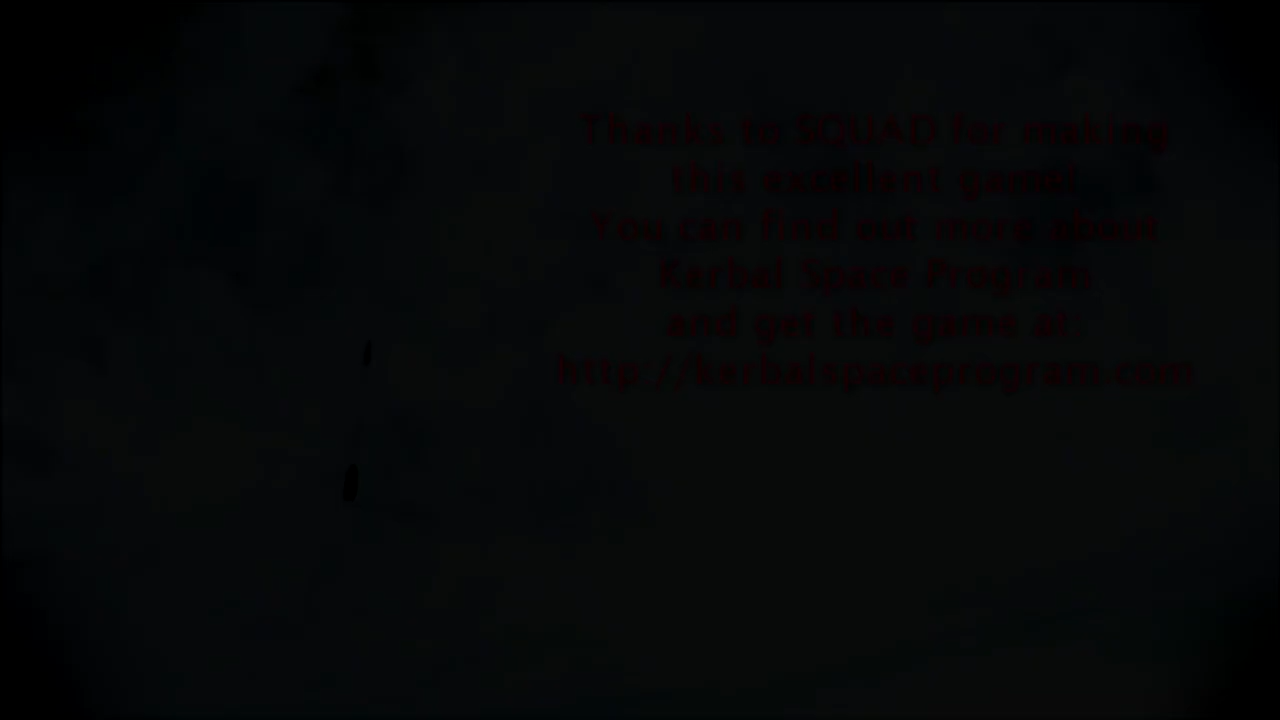 Thanks to SQUAD for making
this excellent game!
You can find out more about
Kerbal Space Program
and get the game at:
http://kerbalspaceprogram.com